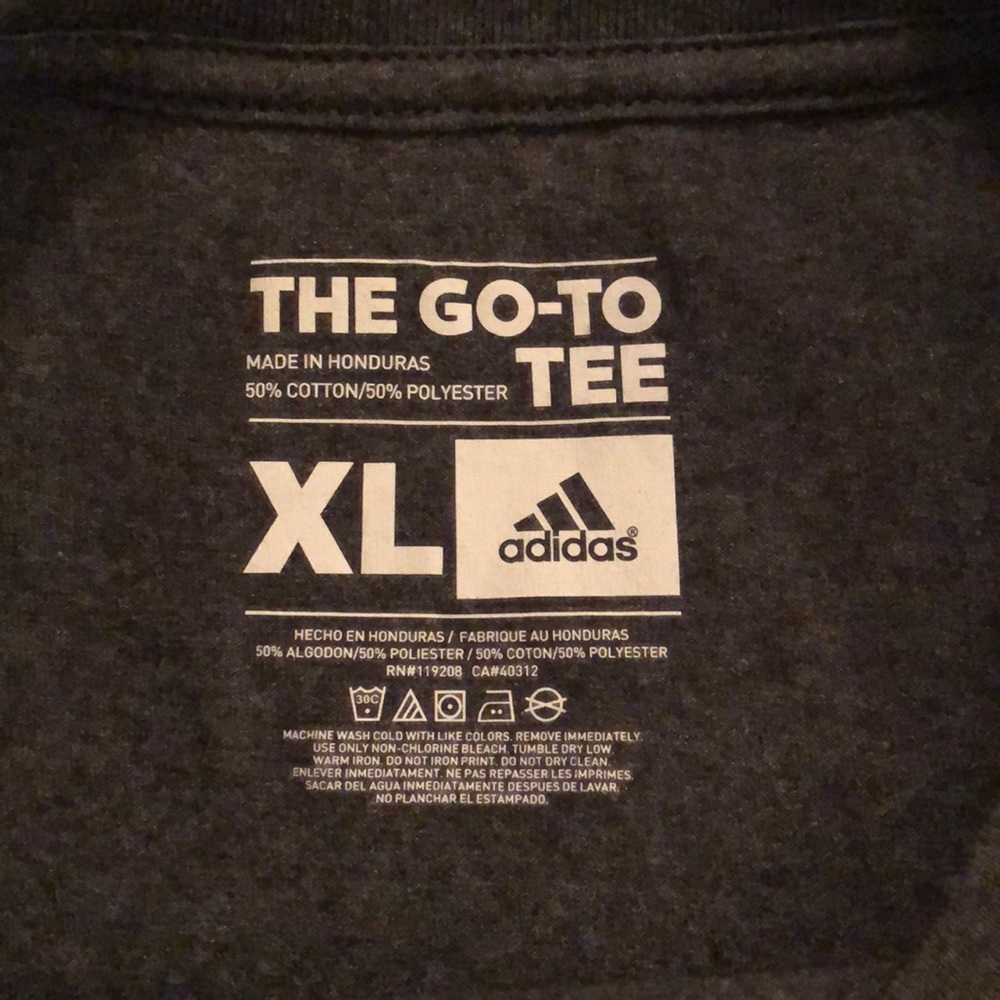 THE GO-TO
MADE IN HONDURAS TEE
50% COTTON/50% POLYESTER
XL adidas®
HECHO EN HONDURAS / FABRIQUE AU HONDURAS
50% ALGODON/50% POLIESTER / 50% COTON/50% POLYESTER
RN#119208 CA#40312
30C
MACHINE WASH COLD WITH LIKE COLORS. REMOVE IMMEDIATELY.
USE ONLY NON-CHLORINE BLEACH. TUMBLE DRY LOW.
WARM IRON. DO NOT IRON PRINT. DO NOT DRY CLEAN.
ENLEVER INMEDIATAMENT. NE PAS REPASSER LES IMPRIMES.
SACAR DEL AGUA INMEDIATAMENTE DESPUES DE LAVAR.
NO PLANCHAR EL ESTAMPADO.